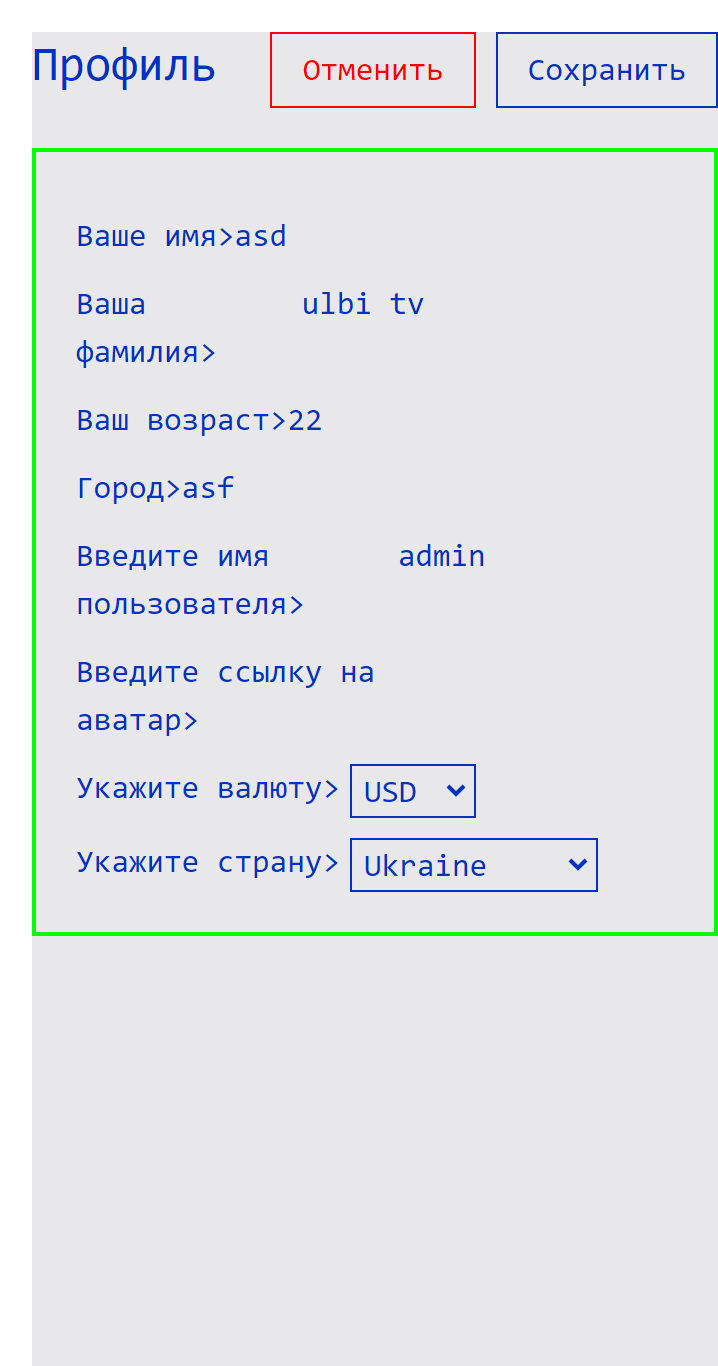 Профиль Отменить Сохранить
Ваше имя>asd
Ваша ulbi tv
фамилия>
Ваш возраст>22
Город>asf
Введите имя admin
пользователя>
Введите ссылку на
аватар>
Укажите валюту> USD
Укажите страну> Ukraine